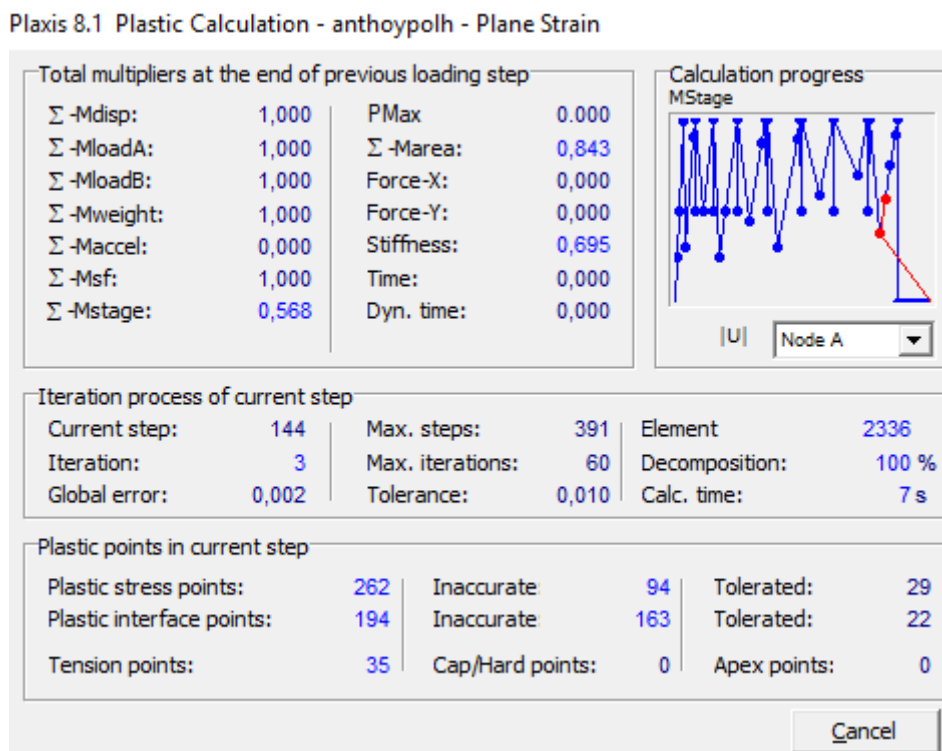 Plaxis 8.1 Plastic Calculation - anthoypolh - Plane Strain
Total multipliers at the end of previous loading step
Σ -Mdisp: 1,000 PMax 0.000
Σ -MloadA: 1,000 Σ -Marea: 0,843
Σ -MloadB: 1,000 Force-X: 0,000
Σ -Mweight: 1,000 Force-Y: 0,000
Σ -Maccel: 0,000 Stiffness: 0,695
Σ -Msf: 1,000 Time: 0,000
Σ -Mstage: 0,568 Dyn. time: 0,000
Calculation progress
MStage
|U| Node A
Iteration process of current step
Current step: 144 Max. steps: 391 Element 2336
Iteration: 3 Max. iterations: 60 Decomposition: 100 %
Global error: 0,002 Tolerance: 0,010 Calc. time: 7 s
Plastic points in current step
Plastic stress points: 262 Inaccurate: 94 Tolerated: 29
Plastic interface points: 194 Inaccurate: 163 Tolerated: 22
Tension points: 35 Cap/Hard points: 0 Apex points: 0
Cancel